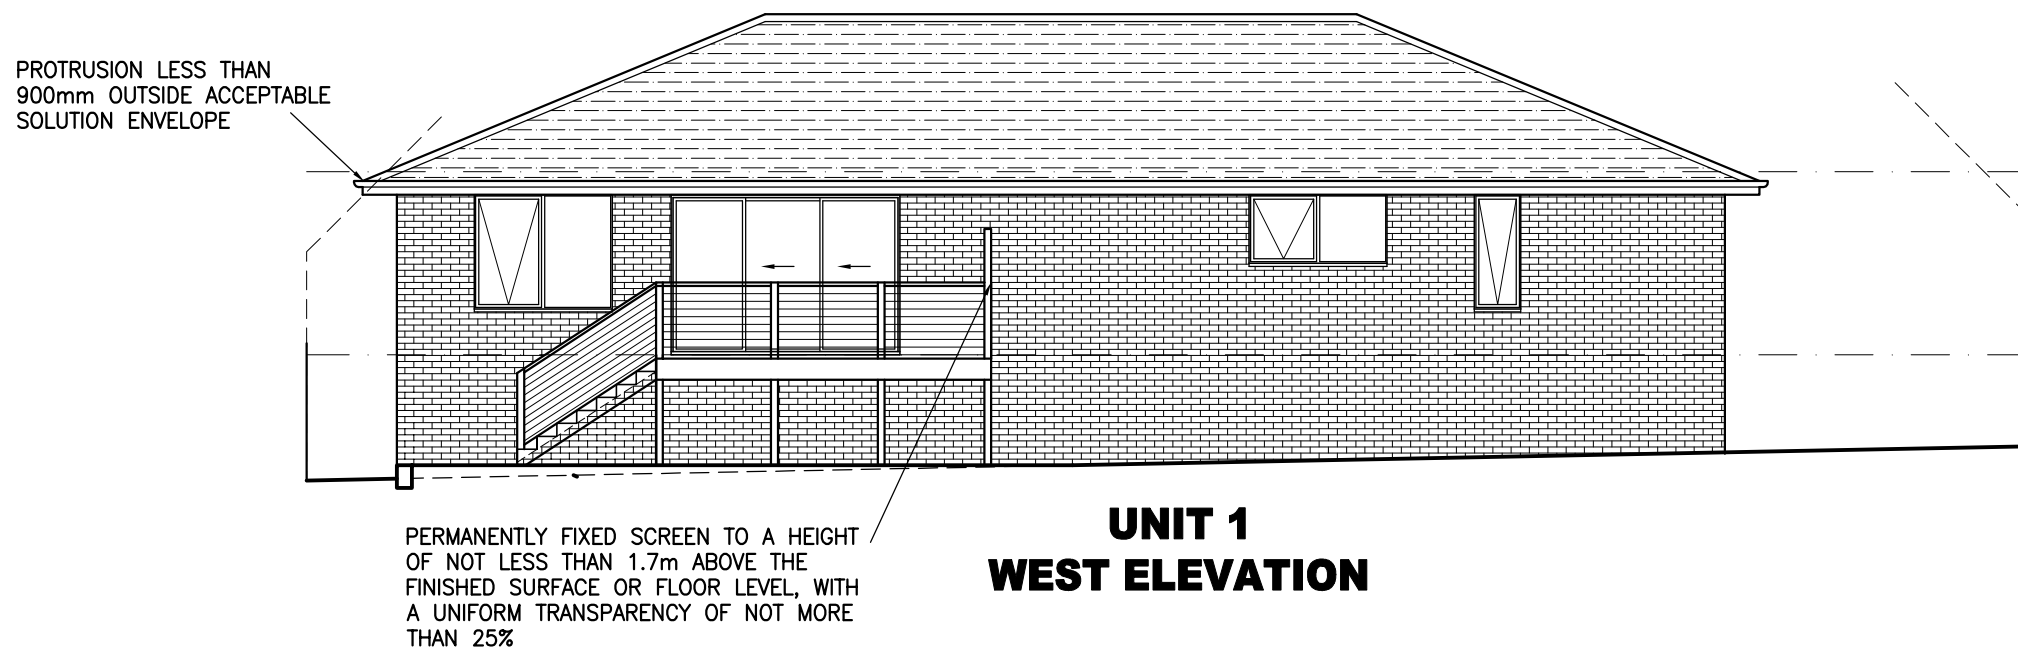 PROTRUSION LESS THAN
900mm OUTSIDE ACCEPTABLE
SOLUTION ENVELOPE
PERMANENTLY FIXED SCREEN TO A HEIGHT
OF NOT LESS THAN 1.7m ABOVE THE
FINISHED SURFACE OR FLOOR LEVEL, WITH
A UNIFORM TRANSPARENCY OF NOT MORE
THAN 25%
UNIT 1
WEST ELEVATION